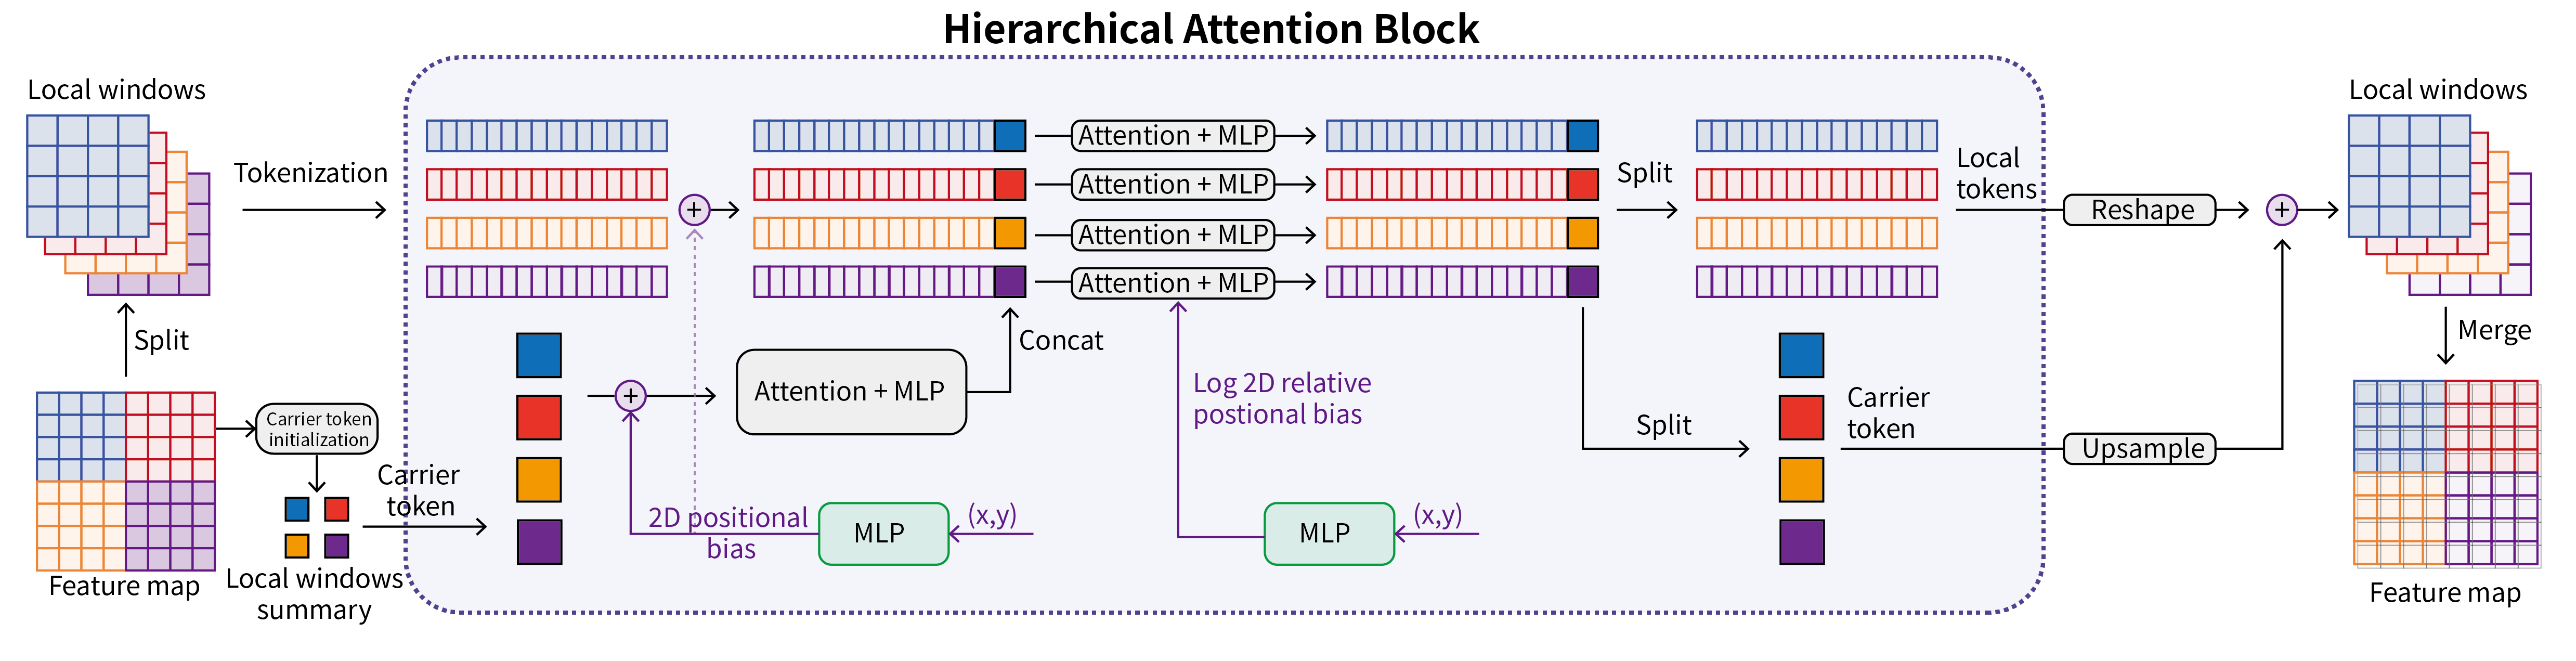 Hierarchical Attention Block
Local windows
Tokenization
Split
Feature map
Carrier token
initialization
Local windows
summary
Carrier
token
+
+
2D positional
bias
MLP
(x,y)
Attention + MLP
Concat
Attention + MLP
Attention + MLP
Attention + MLP
Attention + MLP
Log 2D relative
postional bias
MLP
(x,y)
Split
Split
Local
tokens
Carrier
token
Reshape
Upsample
+
Local windows
Merge
Feature map